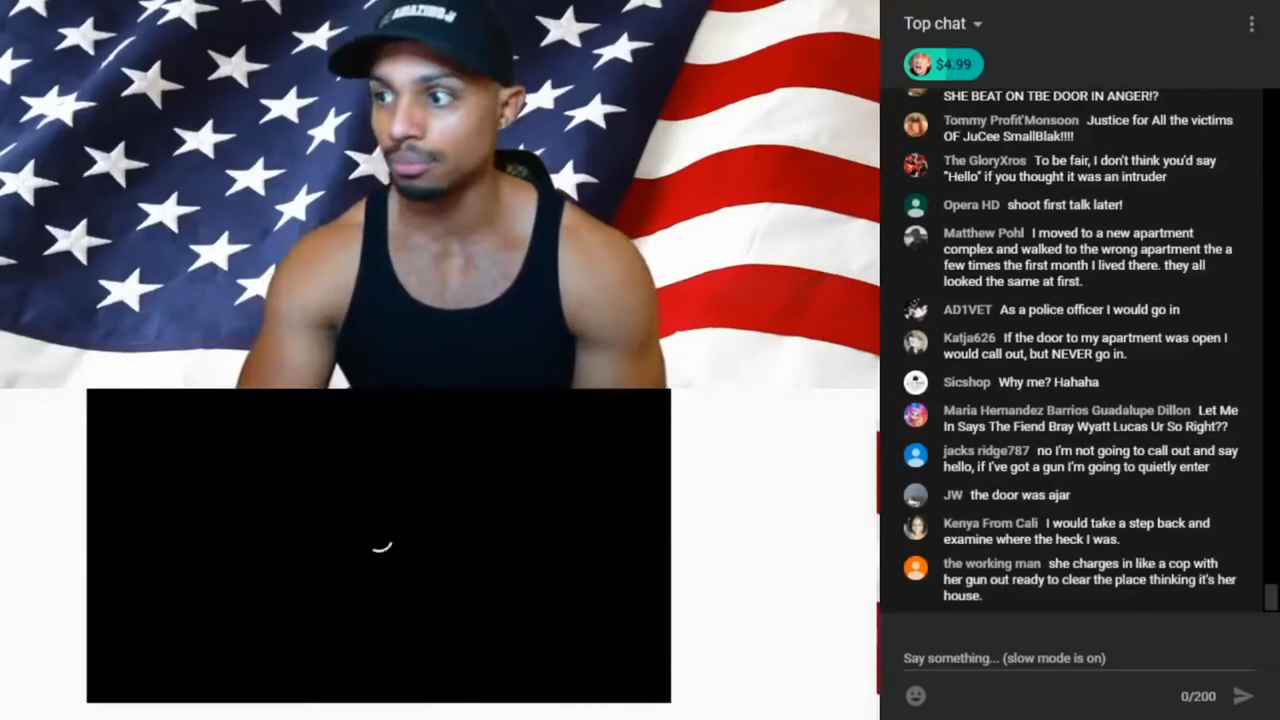 Top chat
$4.99
SHE BEAT ON TBE DOOR IN ANGER!?
Tommy Profit'Monsoon Justice for All the victims
OF JuCee SmallBlak!!!!
The GloryXros To be fair, I don't think you'd say
"Hello" if you thought it was an intruder
Opera HD shoot first talk later!
Matthew Pohl I moved to a new apartment
complex and walked to the wrong apartment the a
few times the first month I lived there. they all
looked the same at first.
AD1VET As a police officer I would go in
Katja626 If the door to my apartment was open I
would call out, but NEVER go in.
Sicshop Why me? Hahaha
Maria Hernandez Barrios Guadalupe Dillon Let Me
In Says The Fiend Bray Wyatt Lucas Ur So Right??
jacks ridge787 no I'm not going to call out and say
hello, if I've got a gun I'm going to quietly enter
JW the door was ajar
Kenya From Cali I would take a step back and
examine where the heck I was.
the working man she charges in like a cop with
her gun out ready to clear the place thinking it's her
house.
Say something... (slow mode is on)
0/200